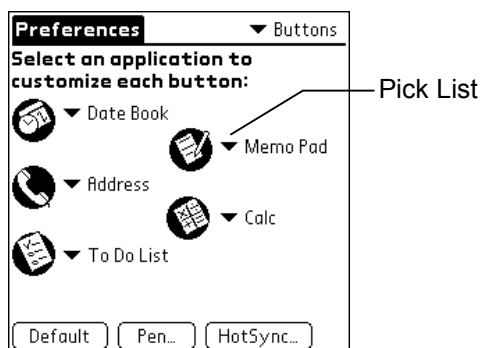 Preferences
Buttons
Select an application to
customize each button:
Pick List
Date Book
Memo Pad
Address
Calc
To Do List
Default
Pen...
HotSync...